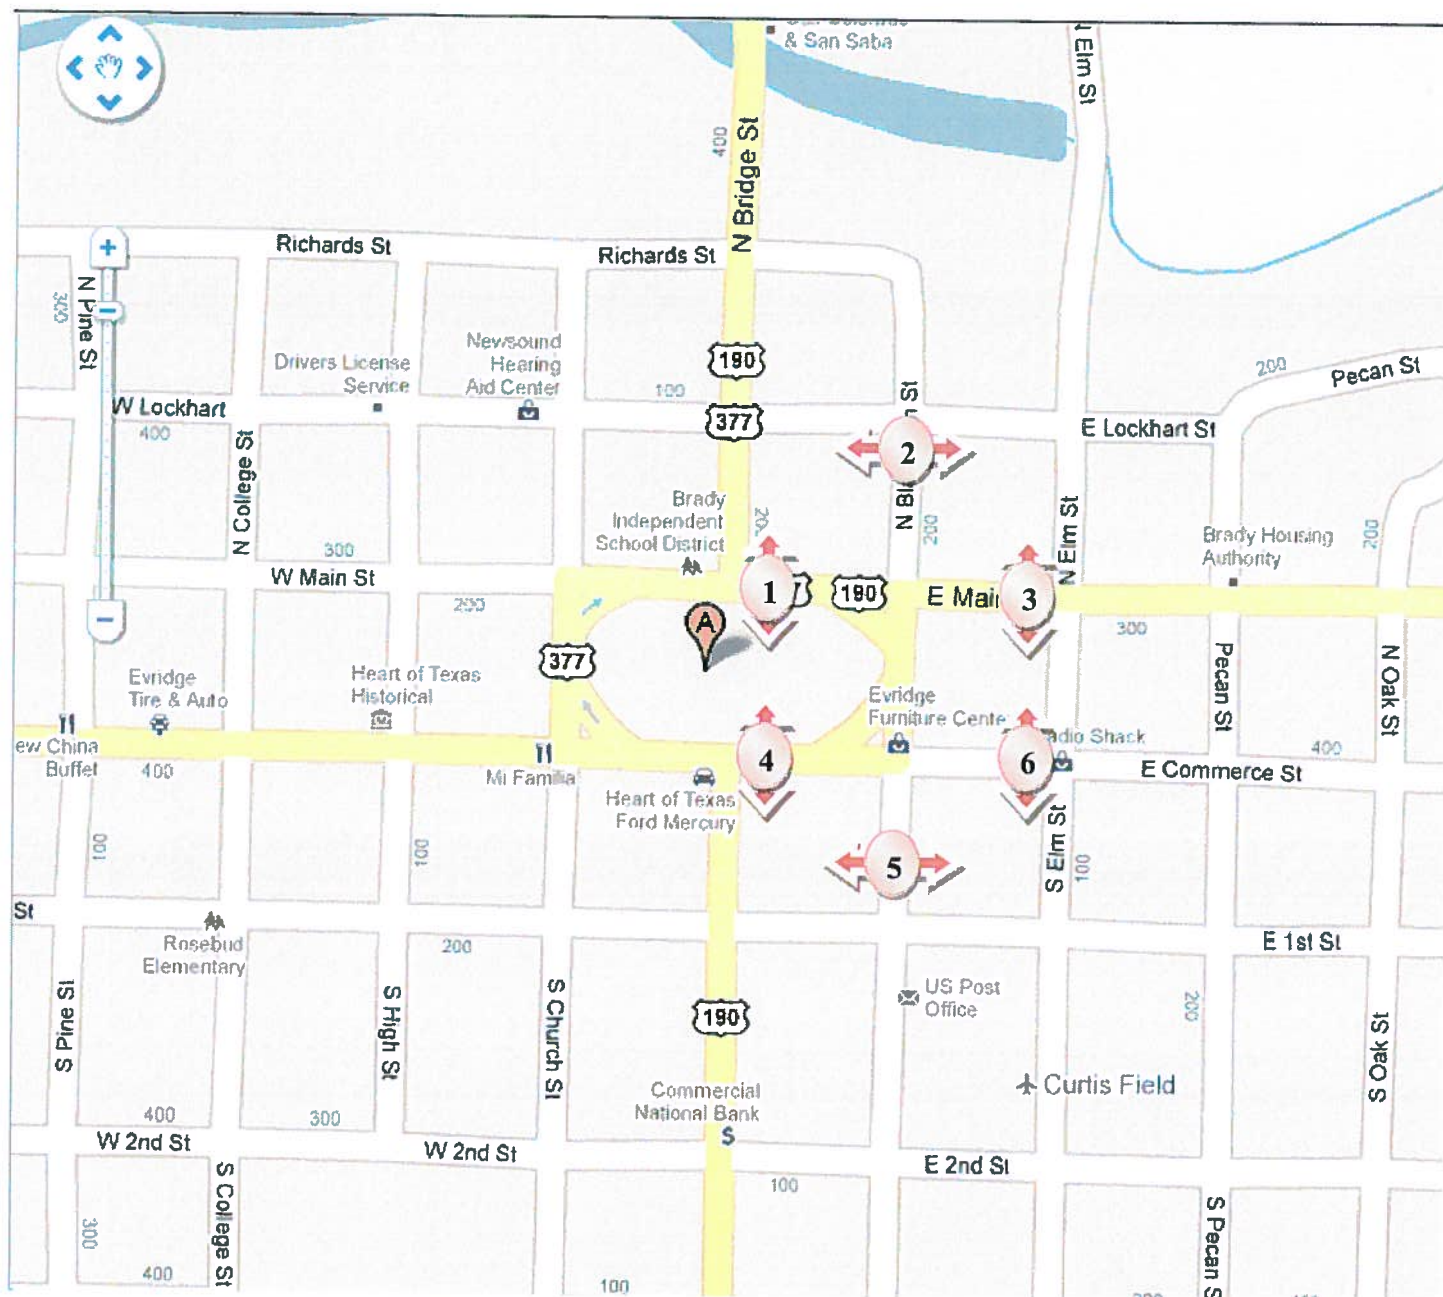 & San Saba
N Elm St
400
N Bridge St
Richards St
Richards St
N Pine St
300
190
377
Drivers License
Service
Newsound
Hearing
Aid Center
100
200
Pecan St
W Lockhart
400
N College St
E Lockhart St
2
N
St
200
Brady
Independent
School District
N Elm St
Brady Housing
Authority
200
300
W Main St
200
1
190
E Main
3
300
A
377
Pecan St
N Oak St
Evridge
Tire & Auto
Heart of Texas
Historical
Evridge
Furniture Cente
adio Shack
ew China
Buffet
400
Mi Familia
4
6
400
E Commerce St
Heart of Texas
Ford Mercury
100
100
5
S Elm St
100
St
Rosebud
Elementary
200
E 1st St
S Pine St
S High St
S Church St
190
US Post
Office
200
S Oak St
Curtis Field
Commercial
National Bank
$
400
300
W 2nd St
W 2nd St
E 2nd St
100
300
S College St
400
100
S Pecan S